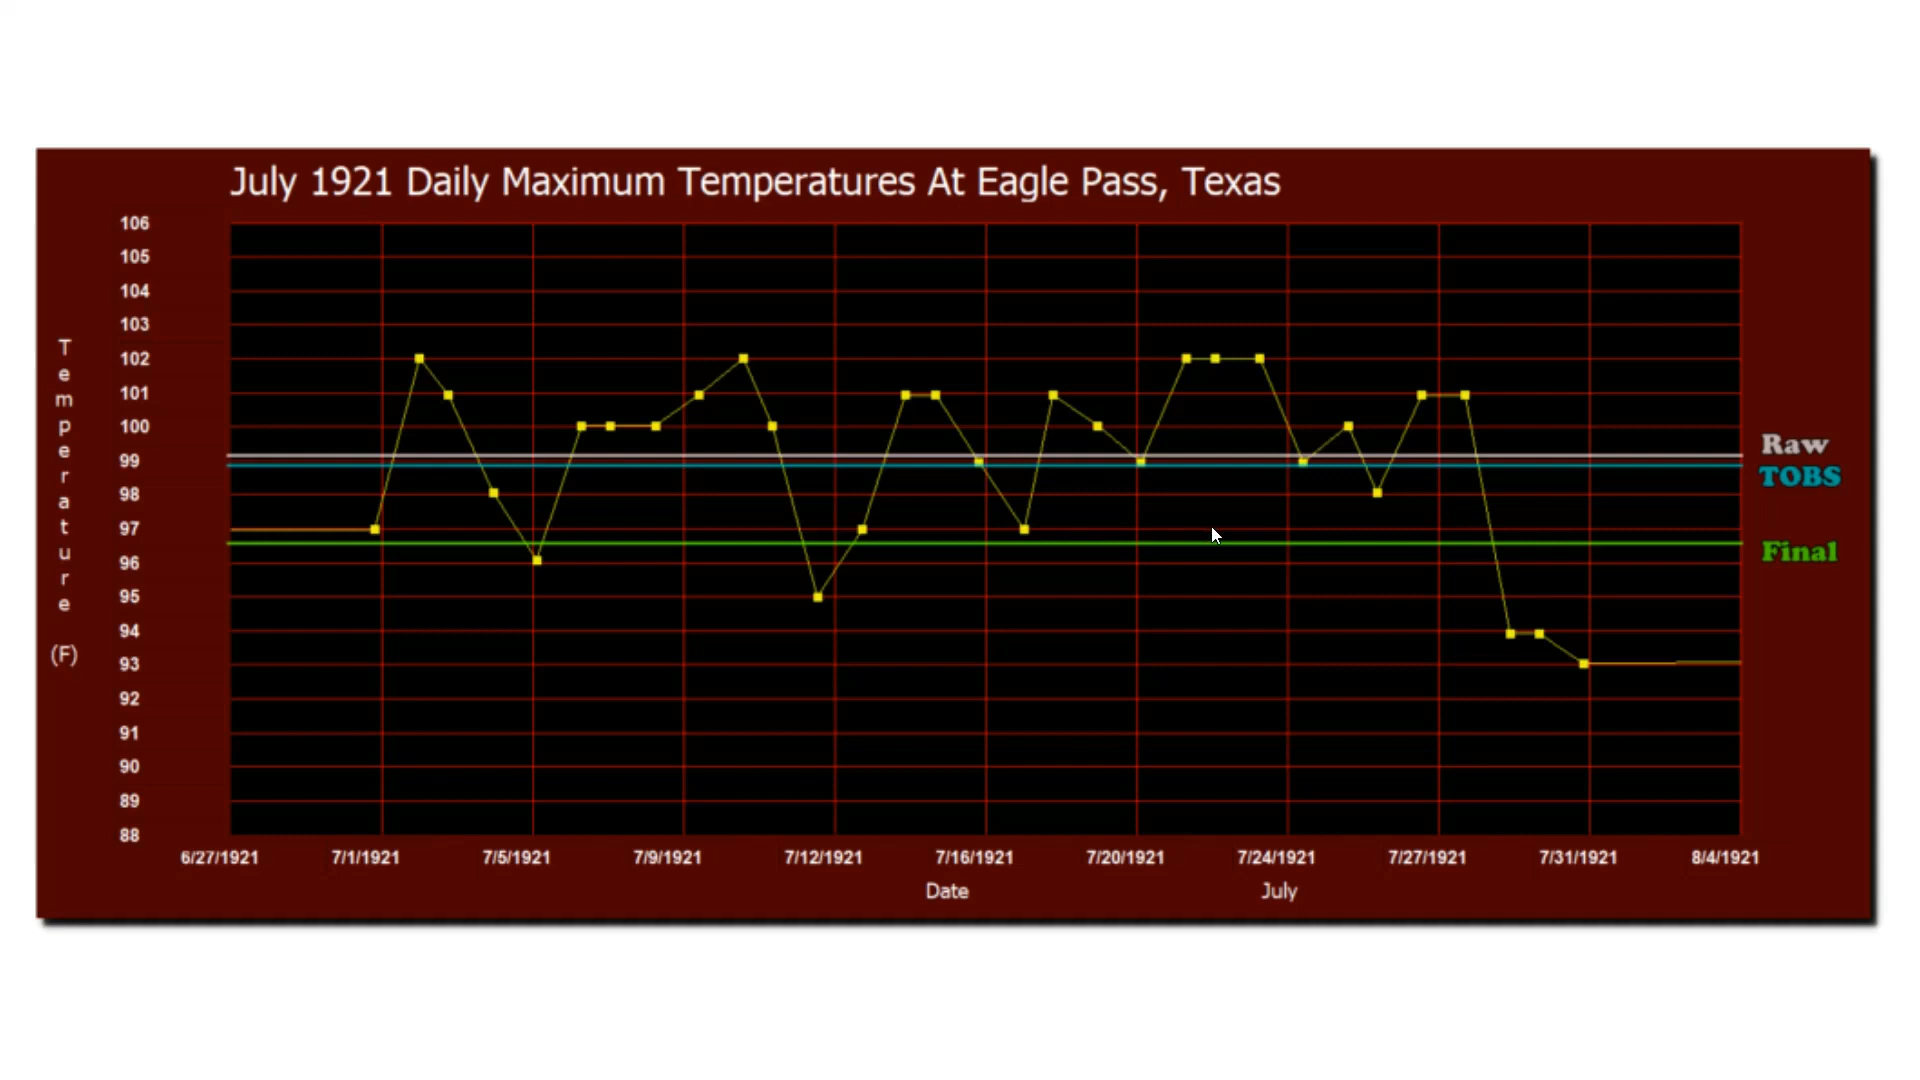 July 1921 Daily Maximum Temperatures At Eagle Pass, Texas
106
105
104
103
102
101
100
99
98
97
96
95
94
93
92
91
90
89
88
Temperature (F)
Raw
TOBS
Final
6/27/1921 7/1/1921 7/5/1921 7/9/1921 7/12/1921 7/16/1921 7/20/1921 7/24/1921 7/27/1921 7/31/1921 8/4/1921
Date July